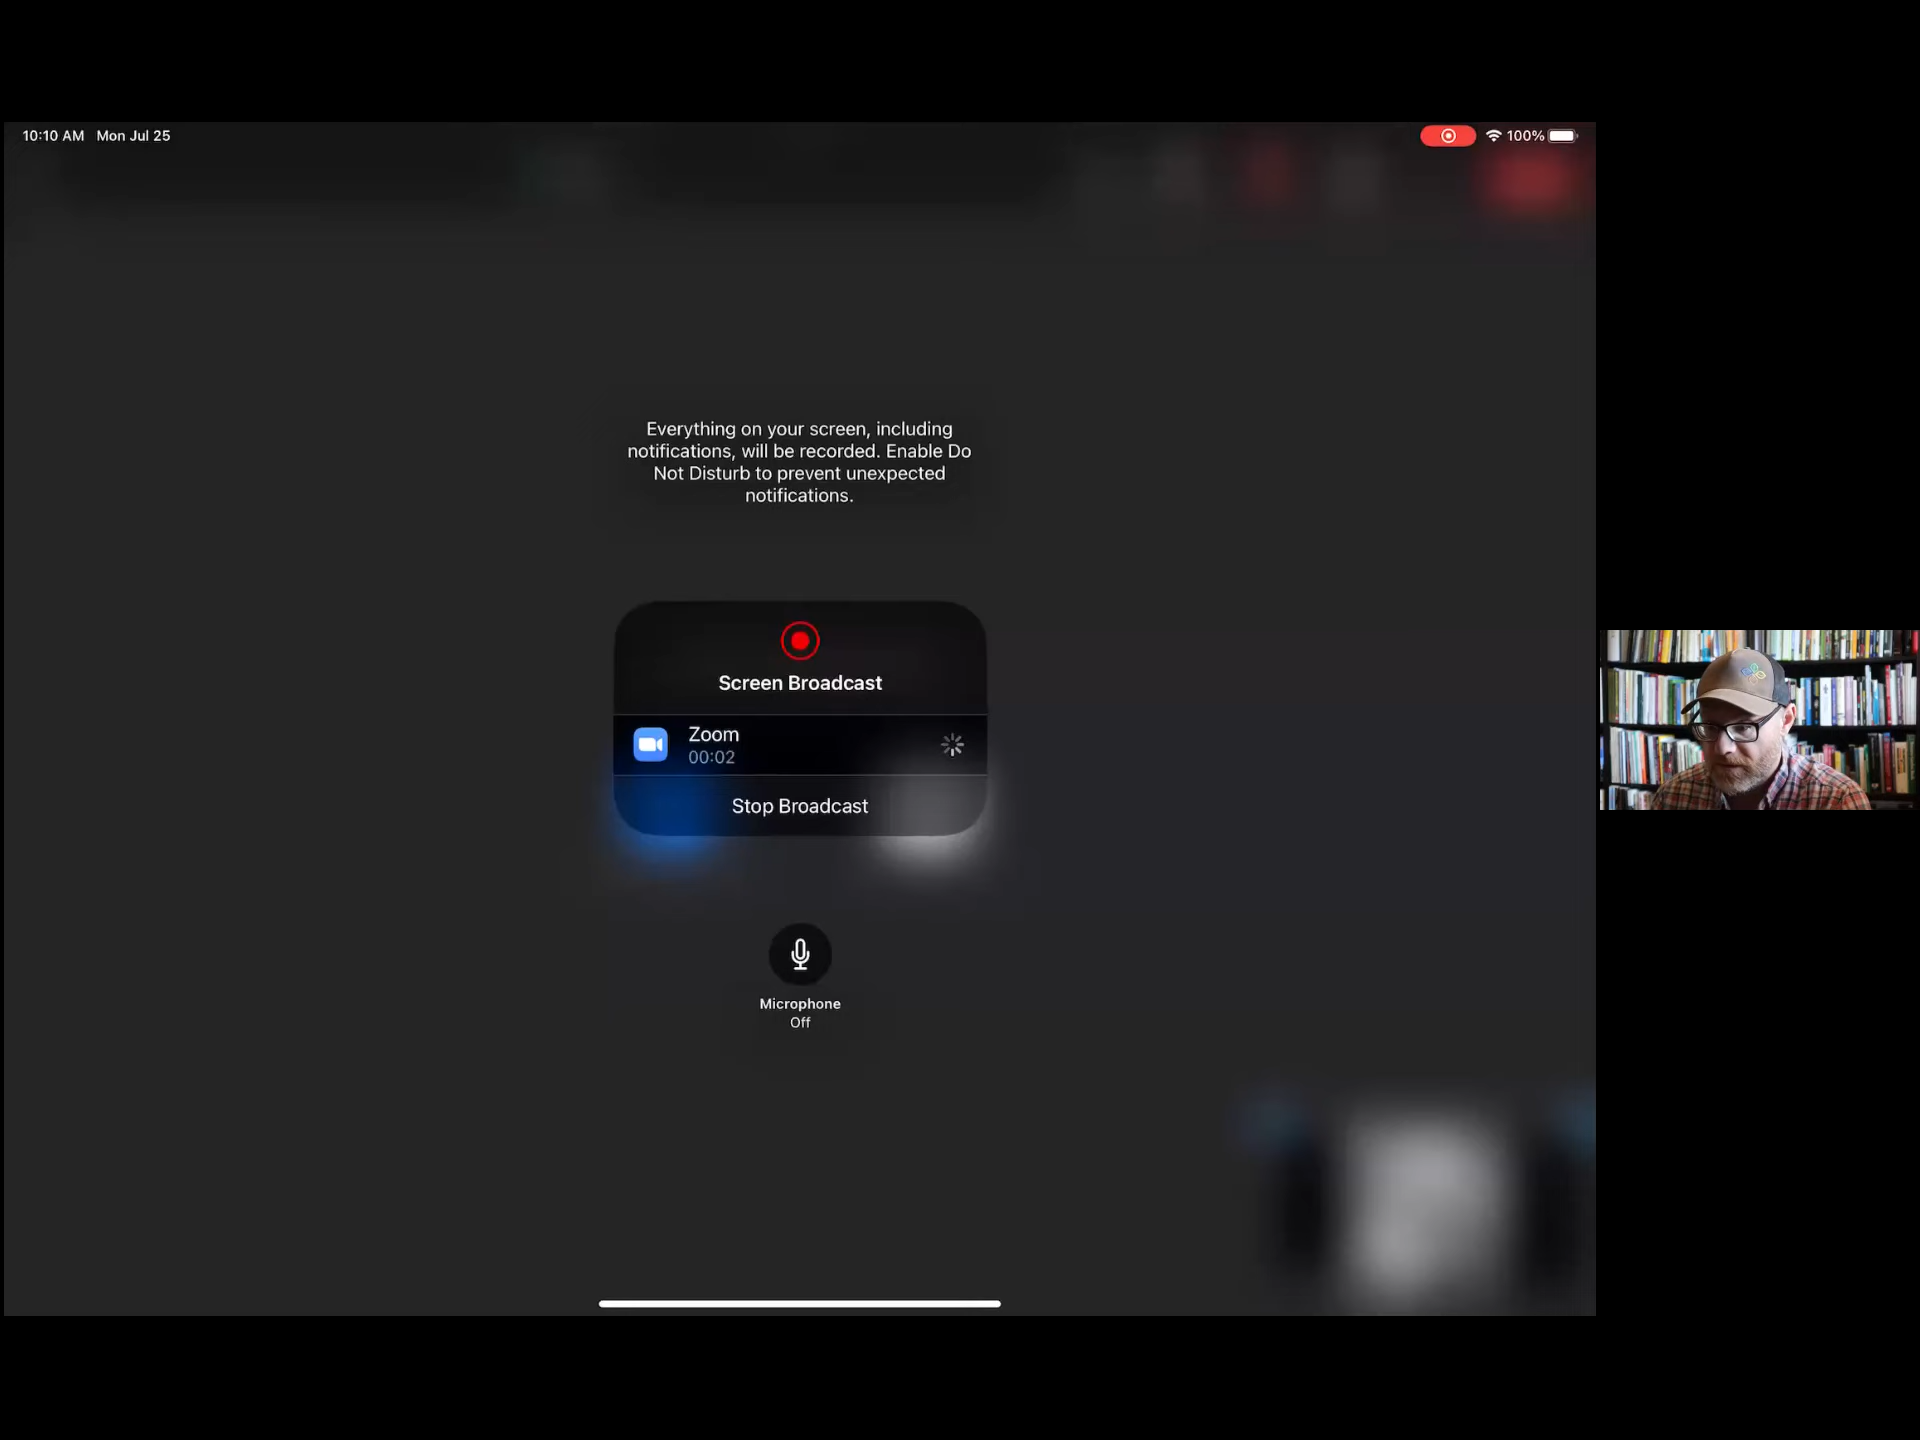 10:10 AM Mon Jul 25
100%
Everything on your screen, including
notifications, will be recorded. Enable Do
Not Disturb to prevent unexpected
notifications.
Screen Broadcast
Zoom
00:02
Stop Broadcast
Microphone
Off